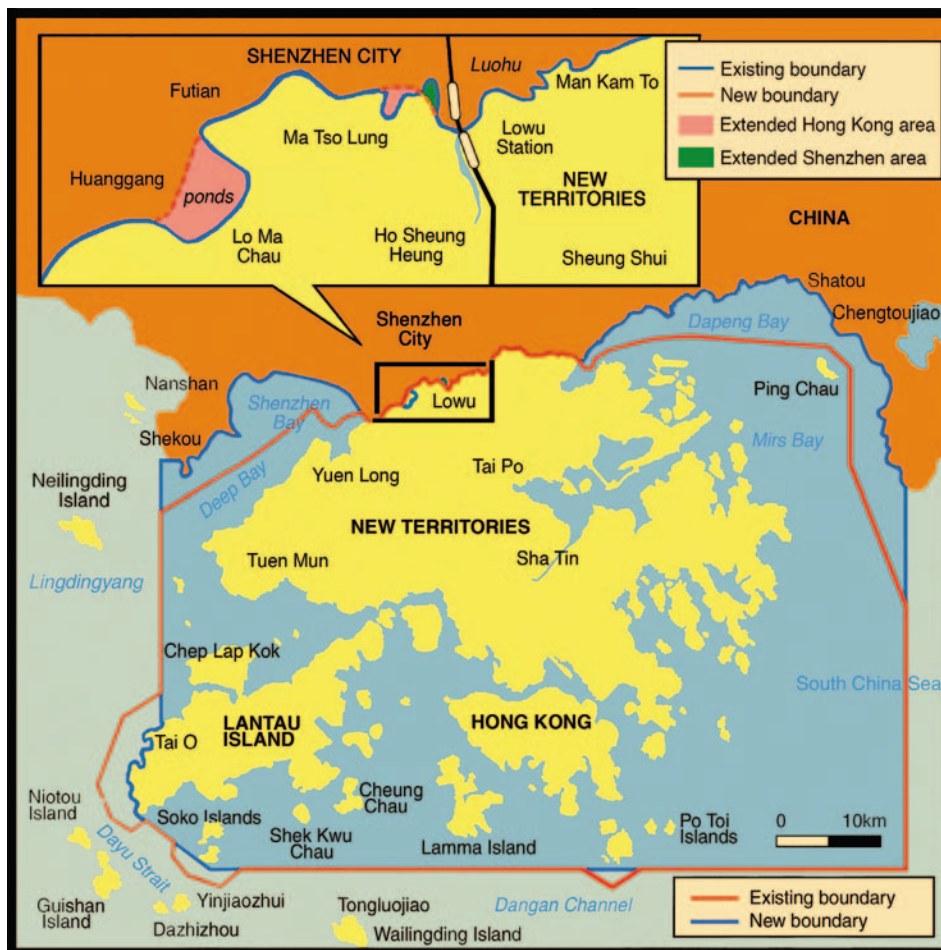 SHENZHEN CITY
Luohu
Futian
Man Kam To
Ma Tso Lung
Lowu
Station
Huanggang
ponds
NEW
TERRITORIES
Lo Ma
Chau
Ho Sheung
Heung
Sheung Shui
Existing boundary
New boundary
Extended Hong Kong area
Extended Shenzhen area
CHINA
Shatou
Chengtoujiao
Shenzhen
City
Dapeng Bay
Nanshan
Shenzhen
Bay
Lowu
Ping Chau
Shekou
Mirs Bay
Deep Bay
Yuen Long
Tai Po
Neilingding
Island
NEW TERRITORIES
Tuen Mun
Sha Tin
Lingdingyang
Chep Lap Kok
South China Sea
LANTAU
ISLAND
HONG KONG
Tai O
Cheung
Chau
Niotou
Island
Soko Islands
Shek Kwu
Chau
Lamma Island
Po Toi
Islands
0 10km
Dayu Strait
Guishan
Island
Yinjiaozhui
Dazhizhou
Tongluojiao
Wailingding Island
Dangan Channel
Existing boundary
New boundary